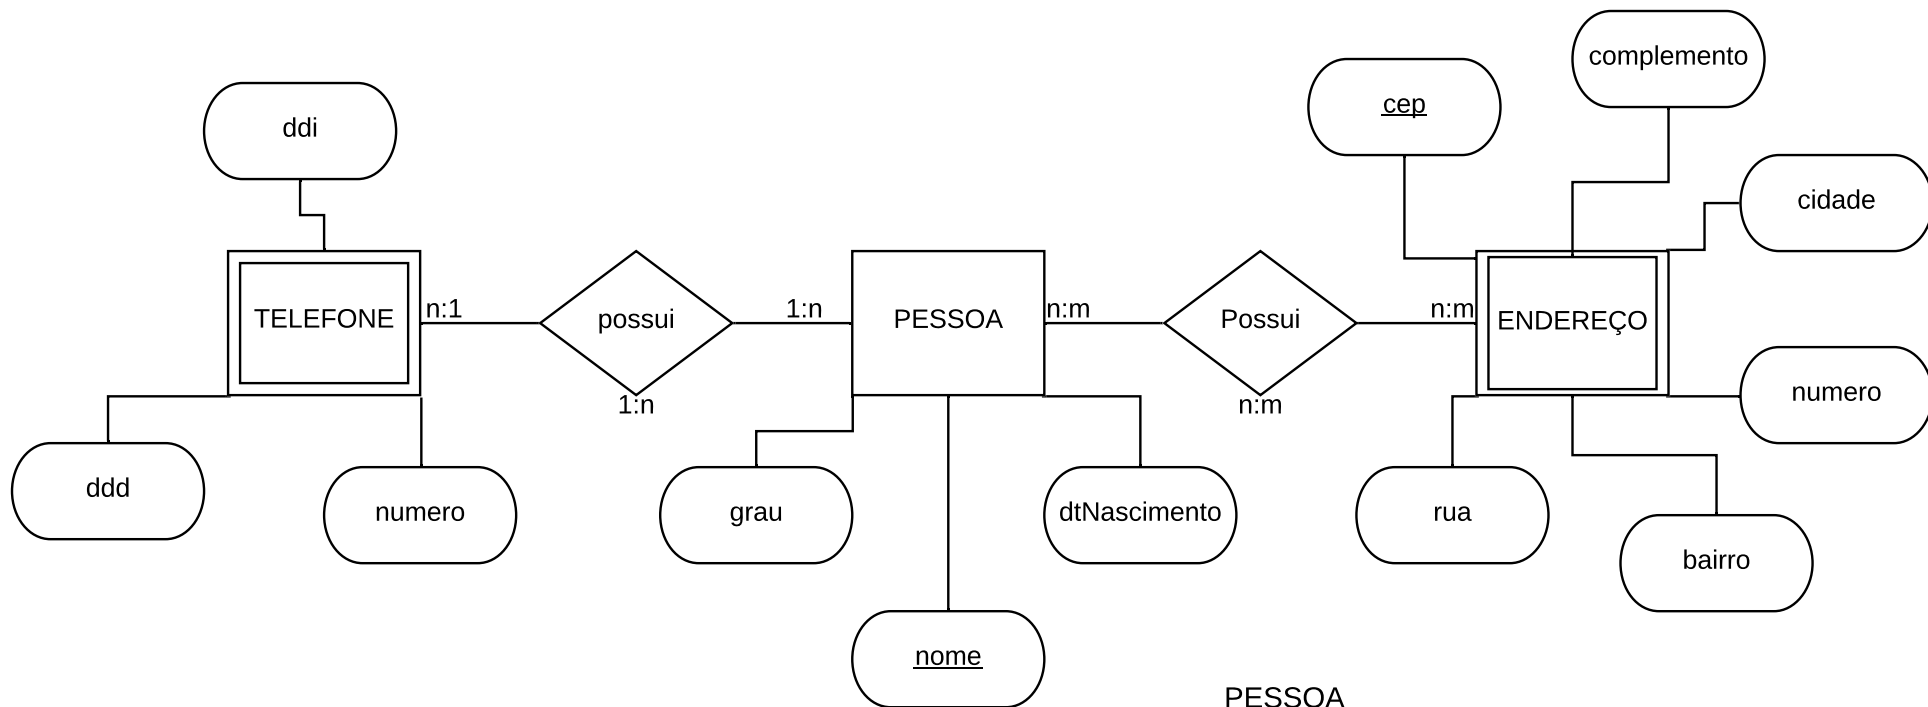 complemento
cep
ddi
cidade
n:1
1:n
n:m
n:m
TELEFONE
possui
PESSOA
Possui
ENDEREÇO
1:n
n:m
numero
ddd
numero
grau
dtNascimento
rua
bairro
nome
PESSOA